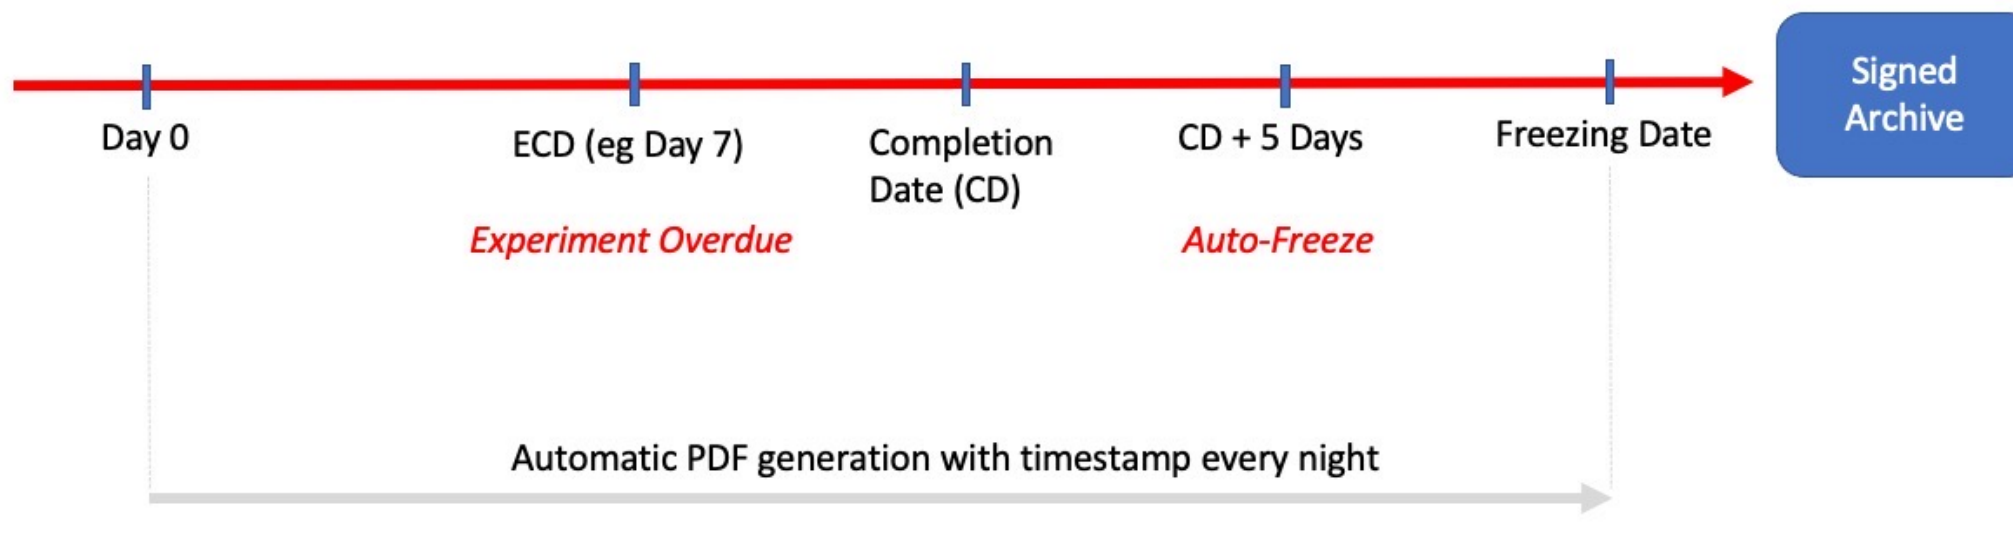 Signed
Archive
Day 0
ECD (eg Day 7)
Completion
Date (CD)
CD + 5 Days
Freezing Date
Experiment Overdue
Auto-Freeze
Automatic PDF generation with timestamp every night